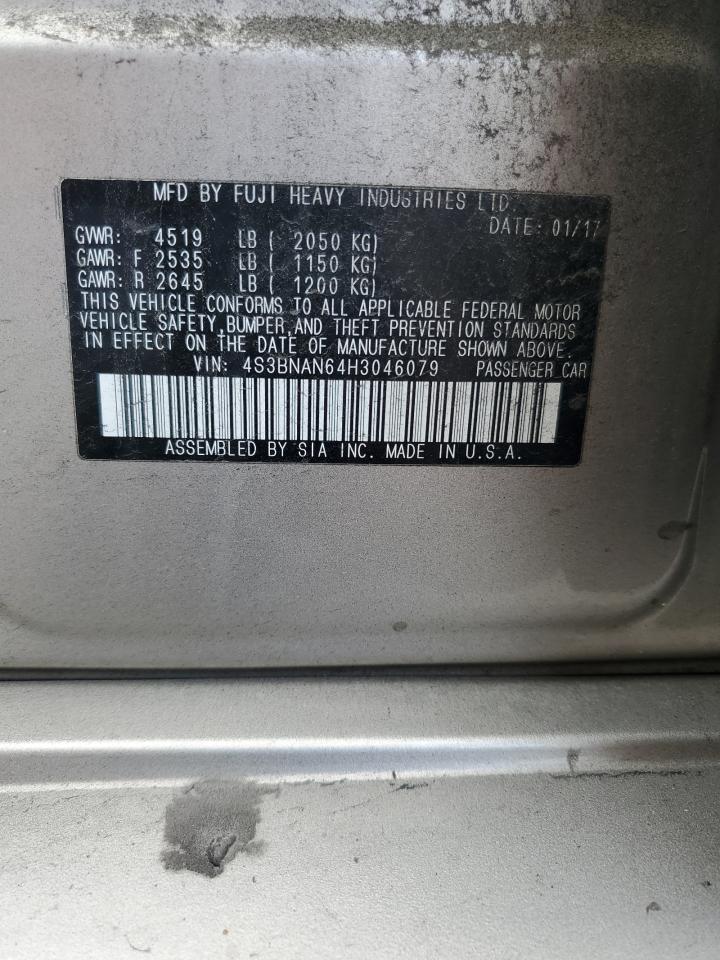 MFD BY FUJI HEAVY INDUSTRIES LTD.
DATE: 01/17
GVWR: 4519 LB ( 2050 KG)
GAWR: F 2535 LB ( 1150 KG)
GAWR: R 2645 LB ( 1200 KG)
THIS VEHICLE CONFORMS TO ALL APPLICABLE FEDERAL MOTOR
VEHICLE SAFETY, BUMPER, AND THEFT PREVENTION STANDARDS
IN EFFECT ON THE DATE OF MANUFACTURE SHOWN ABOVE.
VIN: 4S3BNAN64H3046079 PASSENGER CAR
ASSEMBLED BY SIA INC. MADE IN U.S.A.